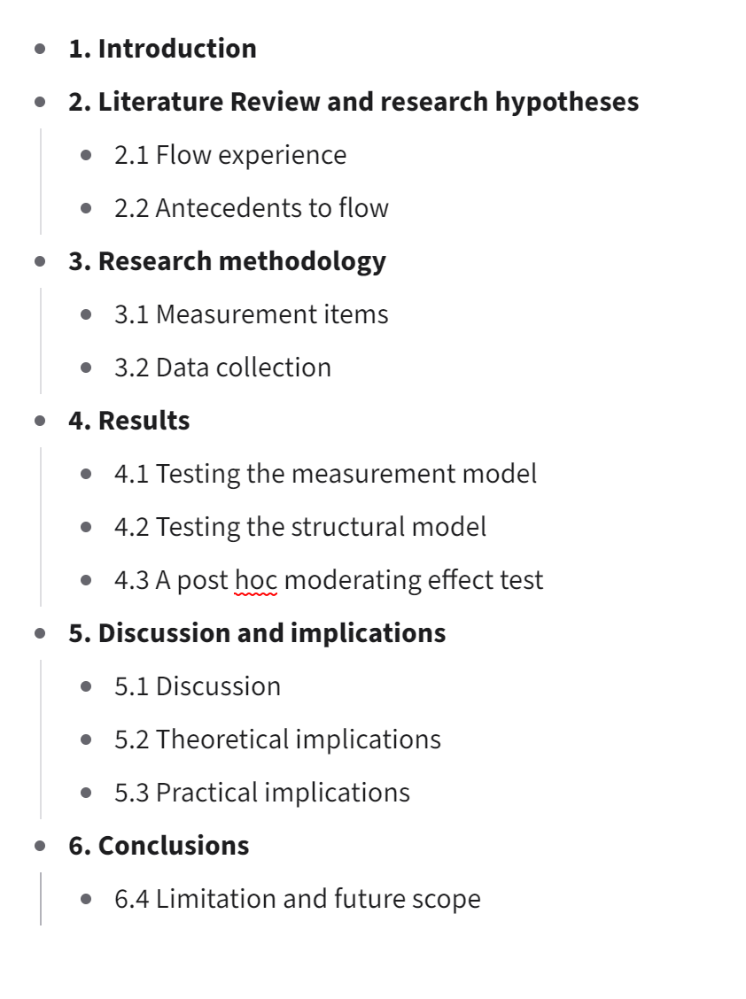 1. Introduction
2. Literature Review and research hypotheses
2.1 Flow experience
2.2 Antecedents to flow
3. Research methodology
3.1 Measurement items
3.2 Data collection
4. Results
4.1 Testing the measurement model
4.2 Testing the structural model
4.3 A post hoc moderating effect test
5. Discussion and implications
5.1 Discussion
5.2 Theoretical implications
5.3 Practical implications
6. Conclusions
6.4 Limitation and future scope